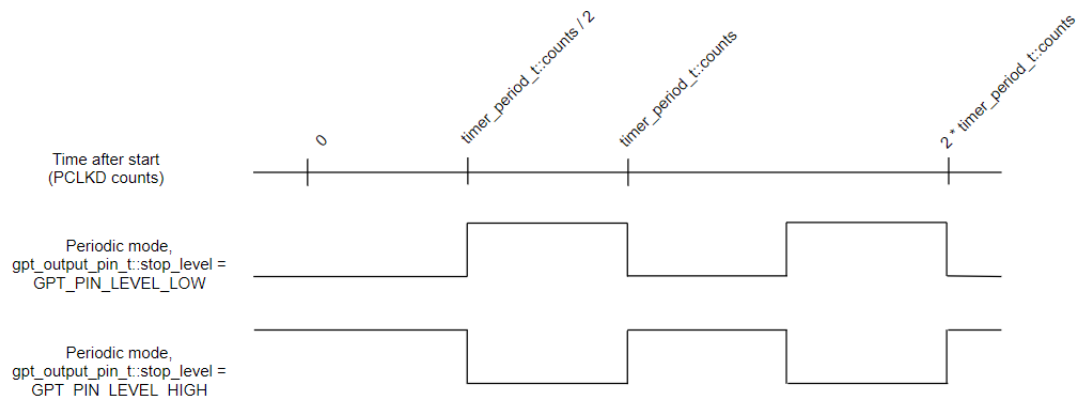 0
timer_period_t::counts / 2
timer_period_t::counts
2 * timer_period_t::counts
Time after start
(PCLKD counts)
Periodic mode,
gpt_output_pin_t::stop_level =
GPT_PIN_LEVEL_LOW
Periodic mode,
gpt_output_pin_t::stop_level =
GPT_PIN_LEVEL_HIGH